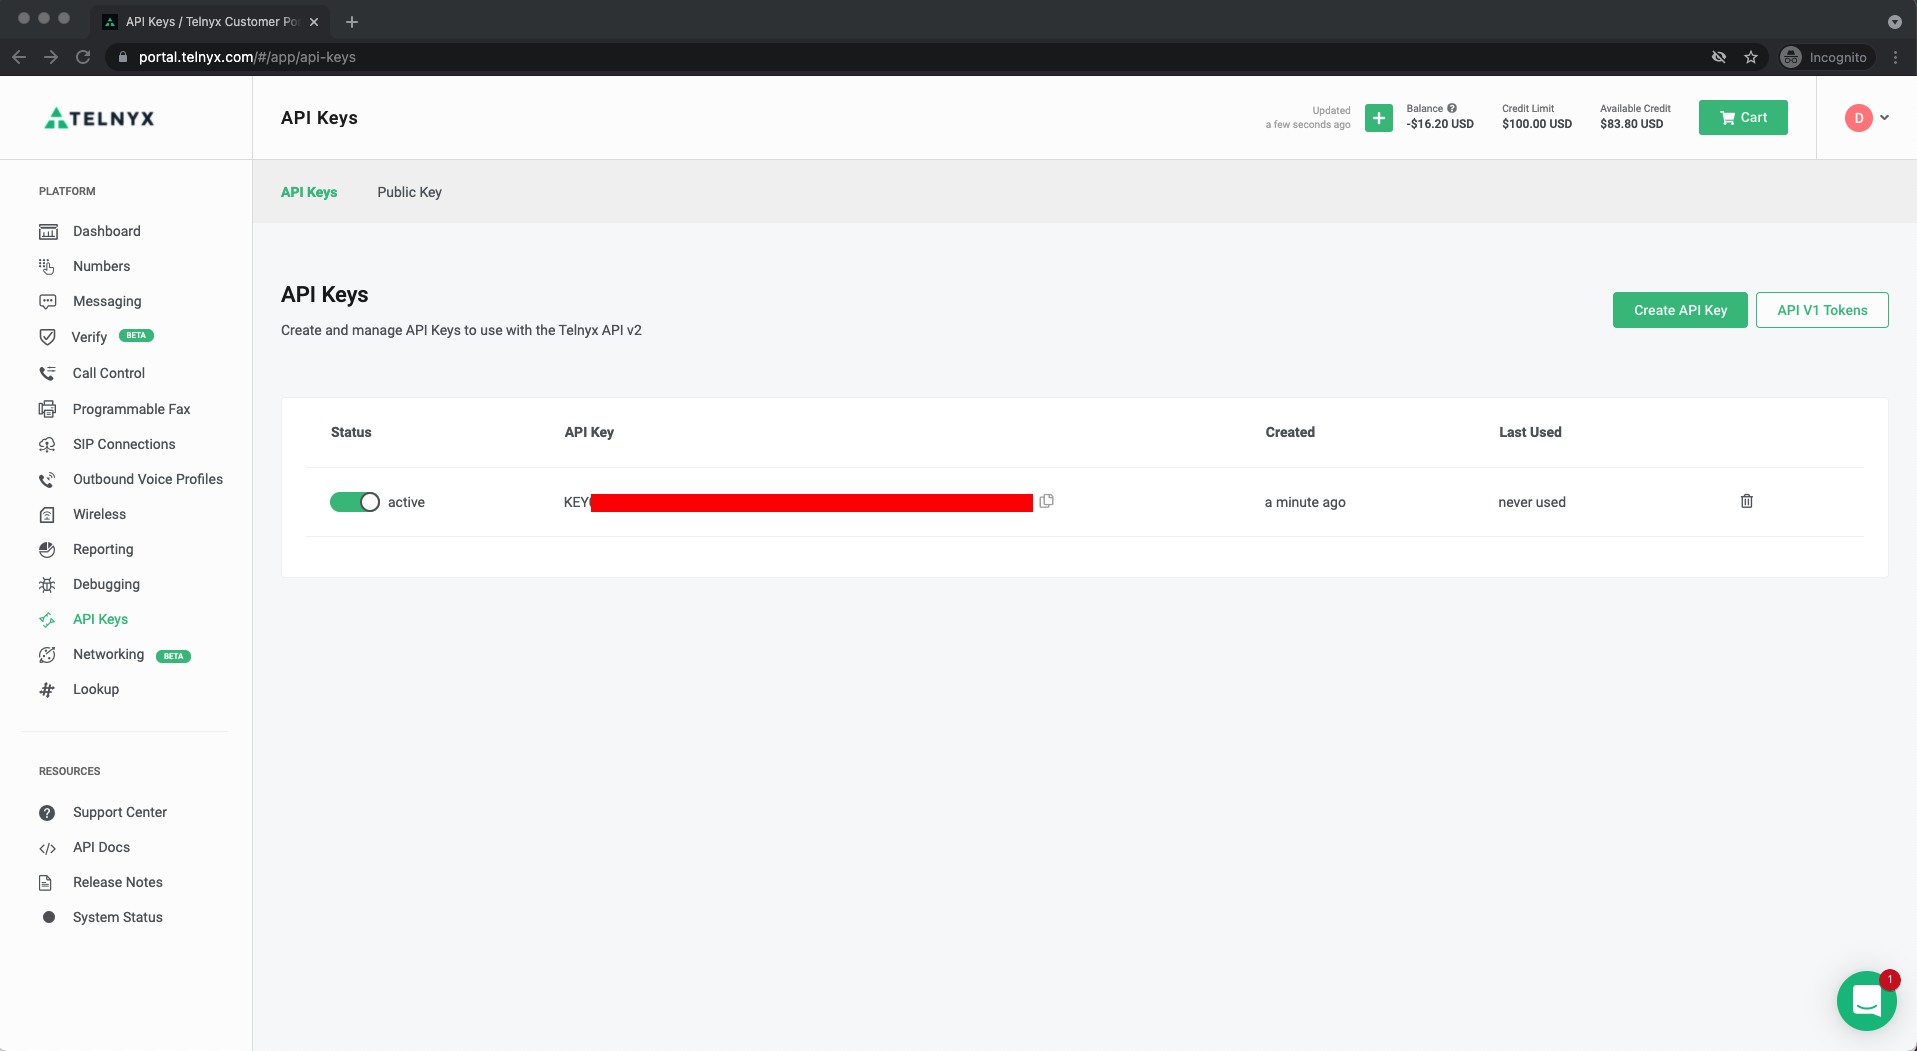 API Keys / Telnyx Customer Po
portal.telnyx.com/#/app/api-keys
Incognito
TELNYX
API Keys
Updated
a few seconds ago
Balance
-$16.20 USD
Credit Limit
$100.00 USD
Available Credit
$83.80 USD
Cart
D
PLATFORM
Dashboard
Numbers
Messaging
Verify BETA
Call Control
Programmable Fax
SIP Connections
Outbound Voice Profiles
Wireless
Reporting
Debugging
API Keys
Networking BETA
Lookup
RESOURCES
Support Center
API Docs
Release Notes
System Status
API Keys Public Key
API Keys
Create and manage API Keys to use with the Telnyx API v2
Create API Key
API V1 Tokens
Status API Key Created Last Used
active KEY a minute ago never used
1